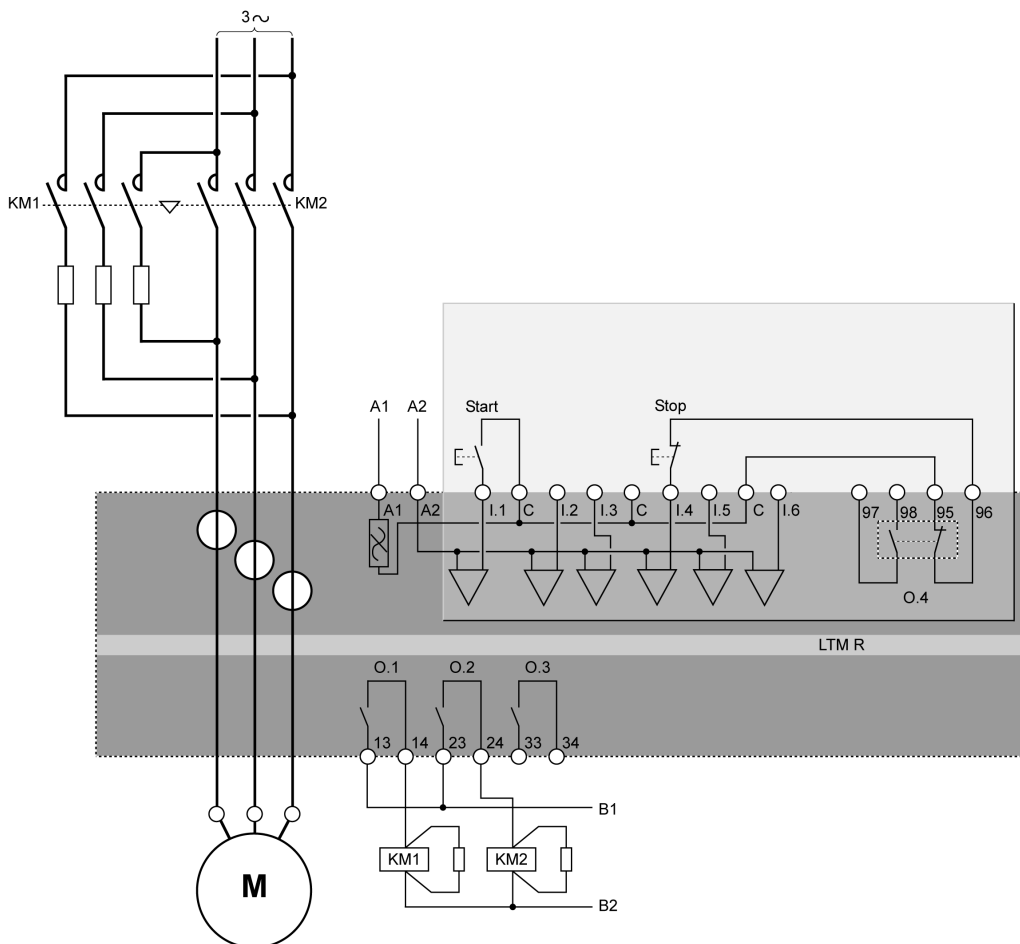 3∼
KM1
KM2
A1 A2 Start Stop
A1 A2 I.1 C I.2 I.3 C I.4 I.5 C I.6 97 98 95 96
O.4
LTM R
O.1 O.2 O.3
13 14 23 24 33 34
B1
KM1 KM2
M
B2